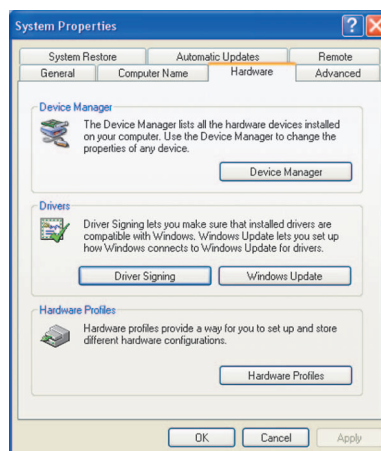 System Properties
System Restore Automatic Updates Remote
General Computer Name Hardware Advanced
Device Manager
The Device Manager lists all the hardware devices installed
on your computer. Use the Device Manager to change the
properties of any device.
Device Manager
Drivers
Driver Signing lets you make sure that installed drivers are
compatible with Windows. Windows Update lets you set up
how Windows connects to Windows Update for drivers.
Driver Signing Windows Update
Hardware Profiles
Hardware profiles provide a way for you to set up and store
different hardware configurations.
Hardware Profiles
OK Cancel Apply